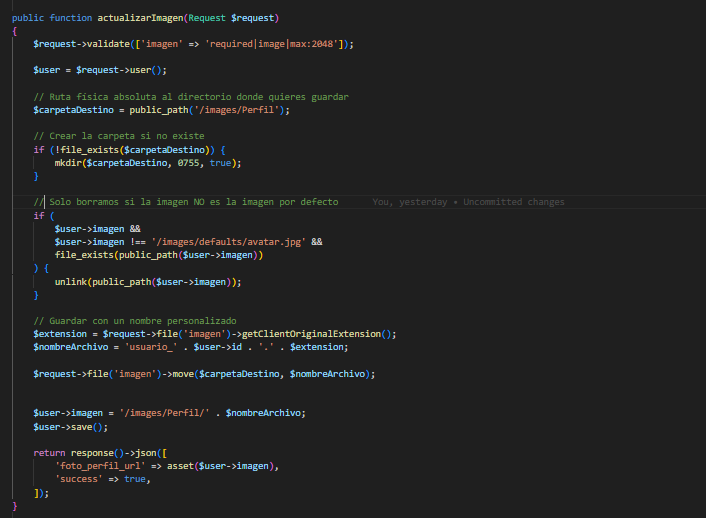 public function actualizarImagen(Request $request)
{
    $request->validate(['imagen' => 'required|image|max:2048']);

    $user = $request->user();

    // Ruta física absoluta al directorio donde quieres guardar
    $carpetaDestino = public_path('/images/Perfil');

    // Crear la carpeta si no existe
    if (!file_exists($carpetaDestino)) {
        mkdir($carpetaDestino, 0755, true);
    }

    // Solo borramos si la imagen NO es la imagen por defecto     You, yesterday • Uncommitted changes
    if (
        $user->imagen &&
        $user->imagen !== '/images/defaults/avatar.jpg' &&
        file_exists(public_path($user->imagen))
    ) {
        unlink(public_path($user->imagen));
    }

    // Guardar con un nombre personalizado
    $extension = $request->file('imagen')->getClientOriginalExtension();
    $nombreArchivo = 'usuario_' . $user->id . '.' . $extension;

    $request->file('imagen')->move($carpetaDestino, $nombreArchivo);


    $user->imagen = '/images/Perfil/' . $nombreArchivo;
    $user->save();

    return response()->json([
        'foto_perfil_url' => asset($user->imagen),
        'success' => true,
    ]);
}